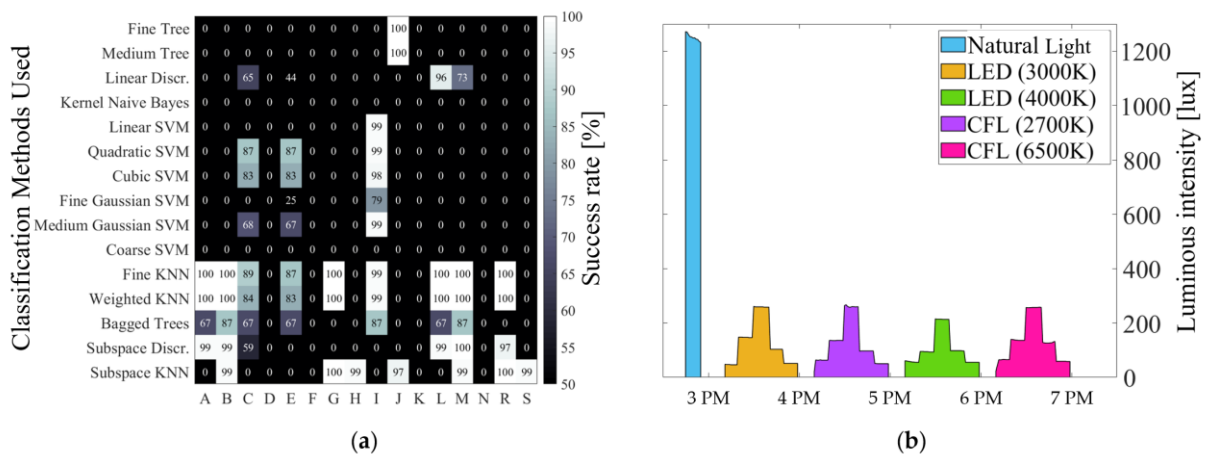 Classification Methods Used
Fine Tree 0 0 0 0 0 0 0 0 0 100 0 0 0 0 0 0
Medium Tree 0 0 0 0 0 0 0 0 0 100 0 0 0 0 0 0
Linear Discr. 0 0 65 0 44 0 0 0 0 0 0 96 73 0 0 0
Kernel Naive Bayes 0 0 0 0 0 0 0 0 0 0 0 0 0 0 0 0
Linear SVM 0 0 0 0 0 0 0 0 99 0 0 0 0 0 0 0
Quadratic SVM 0 0 87 0 87 0 0 0 99 0 0 0 0 0 0 0
Cubic SVM 0 0 83 0 83 0 0 0 98 0 0 0 0 0 0 0
Fine Gaussian SVM 0 0 0 0 25 0 0 0 79 0 0 0 0 0 0 0
Medium Gaussian SVM 0 0 68 0 67 0 0 0 99 0 0 0 0 0 0 0
Coarse SVM 0 0 0 0 0 0 0 0 0 0 0 0 0 0 0 0
Fine KNN 100 100 89 0 87 0 100 0 99 0 0 100 100 0 100 0
Weighted KNN 100 100 84 0 83 0 100 0 99 0 0 100 100 0 100 0
Bagged Trees 67 87 67 0 67 0 0 0 87 0 0 67 87 0 0 0
Subspace Discr. 99 99 59 0 0 0 0 0 0 0 0 99 100 0 97 0
Subspace KNN 0 99 0 0 0 0 100 99 0 97 0 0 99 0 100 99
A B C D E F G H I J K L M N R S
100
95
90
85
80
75
70
65
60
55
50
Success rate [%]
(a)
Natural Light
LED (3000K)
LED (4000K)
CFL (2700K)
CFL (6500K)
1200
1000
800
600
400
200
0
Luminous intensity [lux]
3 PM 4 PM 5 PM 6 PM 7 PM
(b)